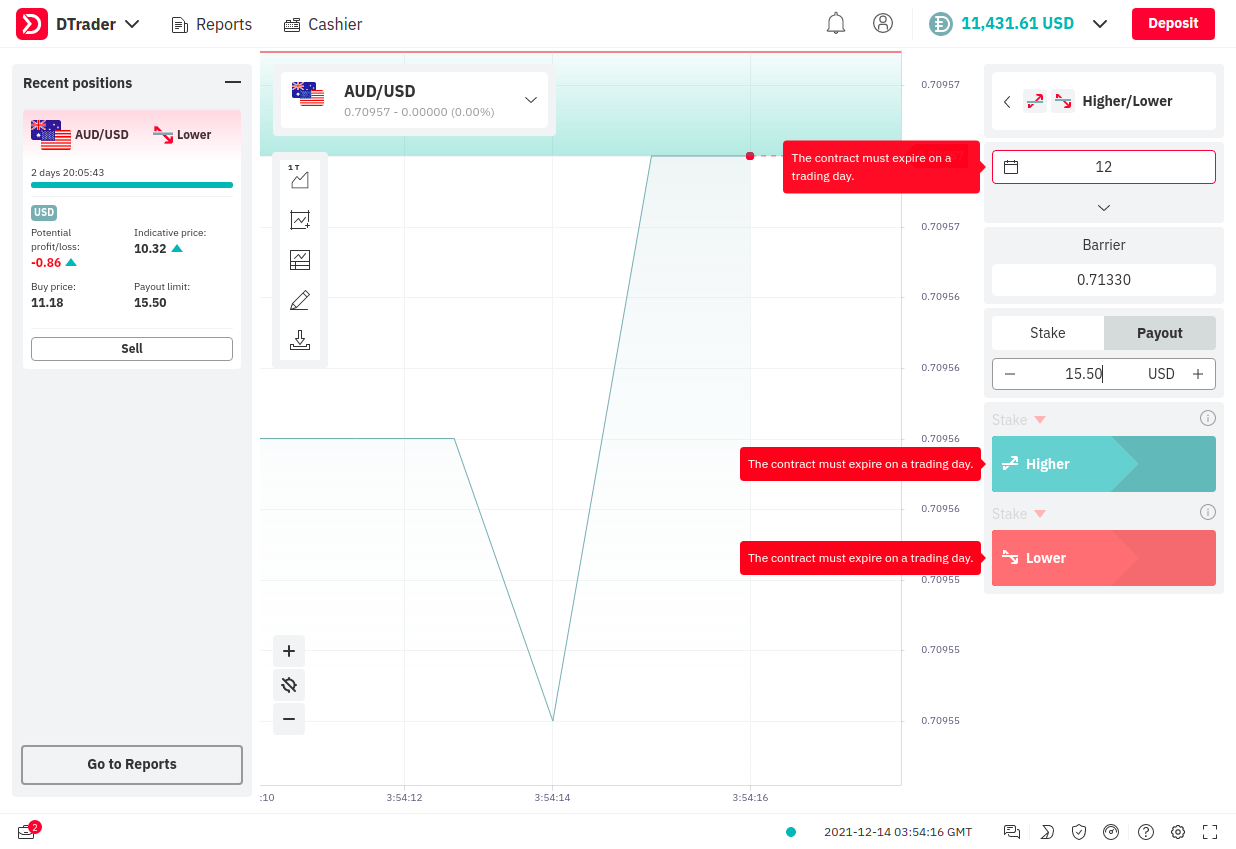 DTrader
Reports
Cashier
11,431.61 USD
Deposit
Recent positions
AUD/USD
Lower
2 days 20:05:43
USD
Potential
profit/loss:
-0.86
Indicative price:
10.32
Buy price:
11.18
Payout limit:
15.50
Sell
Go to Reports
AUD/USD
0.70957 - 0.00000 (0.00%)
1T
0.70957
0.70957
0.70956
0.70956
0.70956
0.70956
0.70955
0.70955
0.70955
:10
3:54:12
3:54:14
3:54:16
Higher/Lower
The contract must expire on a
trading day.
12
Barrier
0.71330
Stake
Payout
15.50
USD
Stake
The contract must expire on a trading day.
Higher
Stake
The contract must expire on a trading day.
Lower
2
2021-12-14 03:54:16 GMT